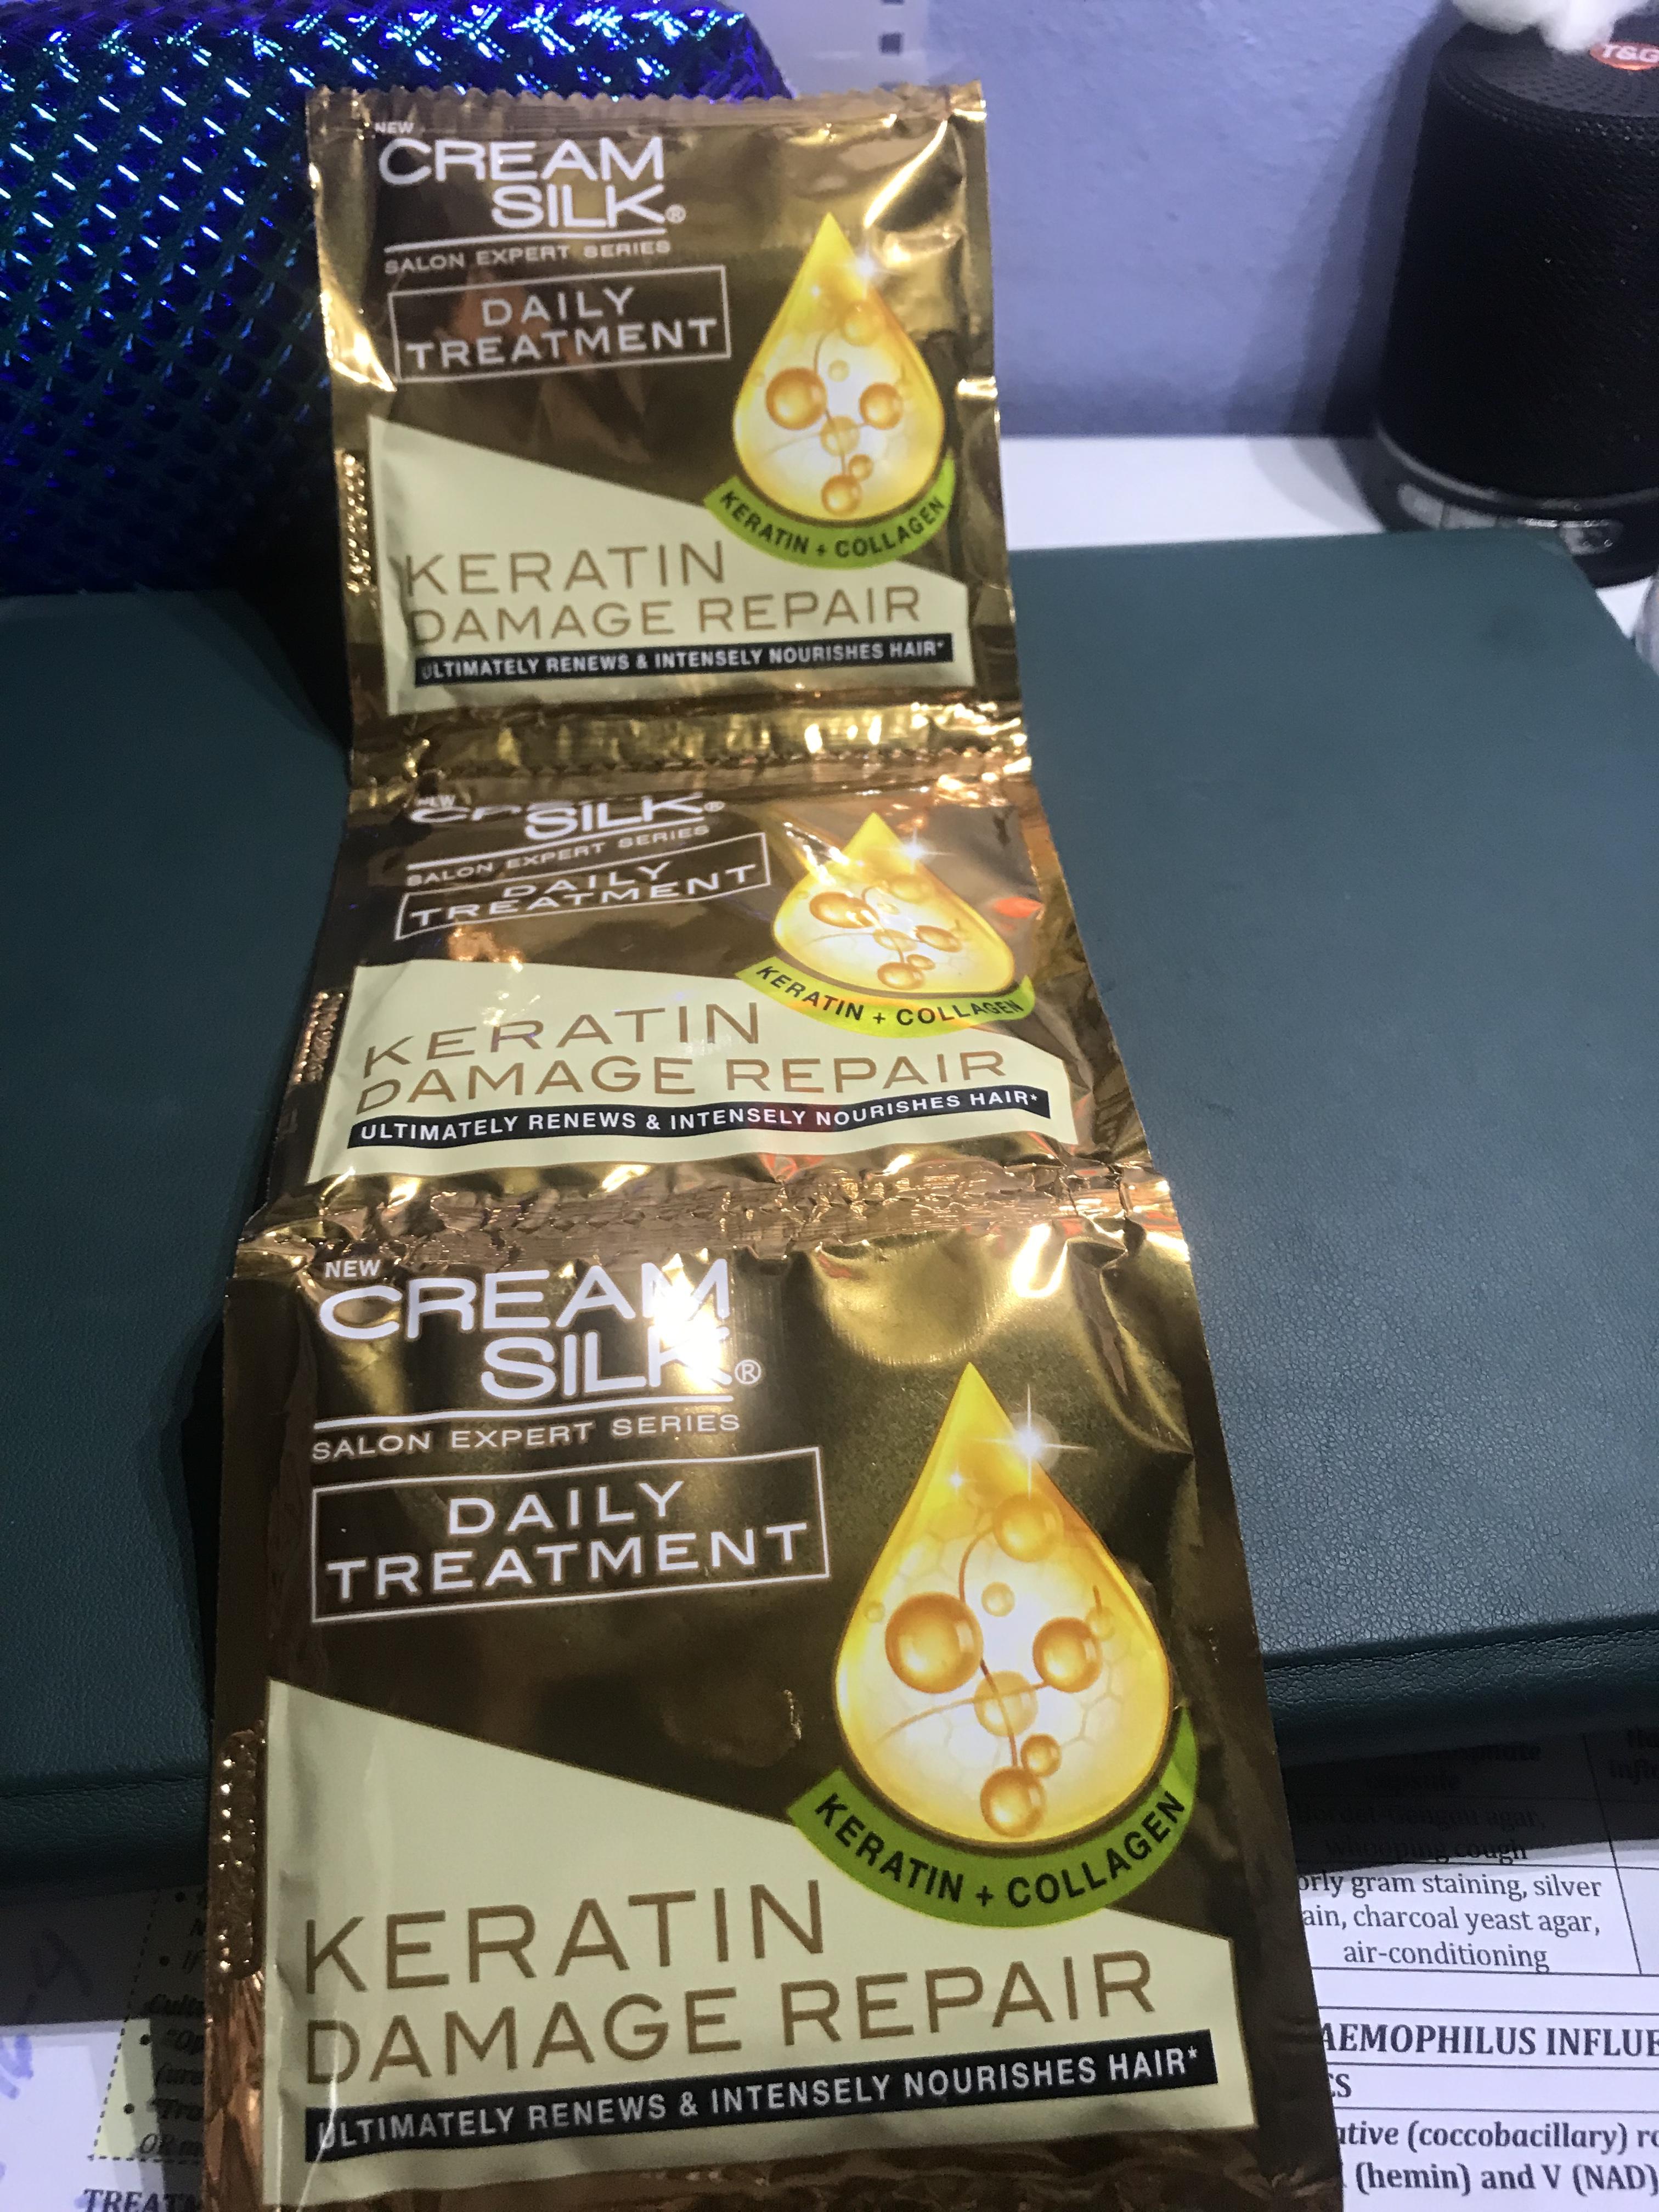 T&G
NEW
CREAM
SILK®
SALON EXPERT SERIES
DAILY
TREATMENT
KERATIN + COLLAGEN
KERATIN
DAMAGE REPAIR
ULTIMATELY RENEWS & INTENSELY NOURISHES HAIR*
NEW
SILK®
SALON EXPERT SERIES
DAILY
TREATMENT
KERATIN + COLLAGEN
KERATIN
DAMAGE REPAIR
ULTIMATELY RENEWS & INTENSELY NOURISHES HAIR*
NEW
CREAM
SILK®
SALON EXPERT SERIES
DAILY
TREATMENT
KERATIN + COLLAGEN
KERATIN
DAMAGE REPAIR
ULTIMATELY RENEWS & INTENSELY NOURISHES HAIR*
Bordet-Gengou agar,
whooping cough
gram staining, silver
charcoal yeast agar,
air-conditioning
AEMOPHILUS INFLUE
(coccobacillary)
(hemin) and V (NAD)